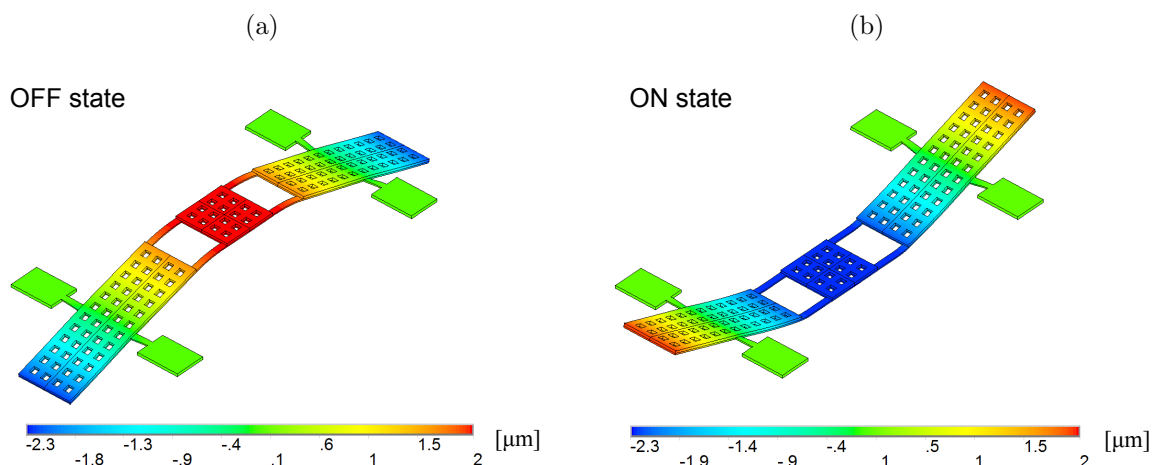 (a)
(b)
OFF state
ON state
-2.3 -1.3 -.4 .6 1.5 [μm]
-1.8 -.9 .1 1 2
-2.3 -1.4 -.4 .5 1.5 [μm]
-1.9 -.9 1 1 2